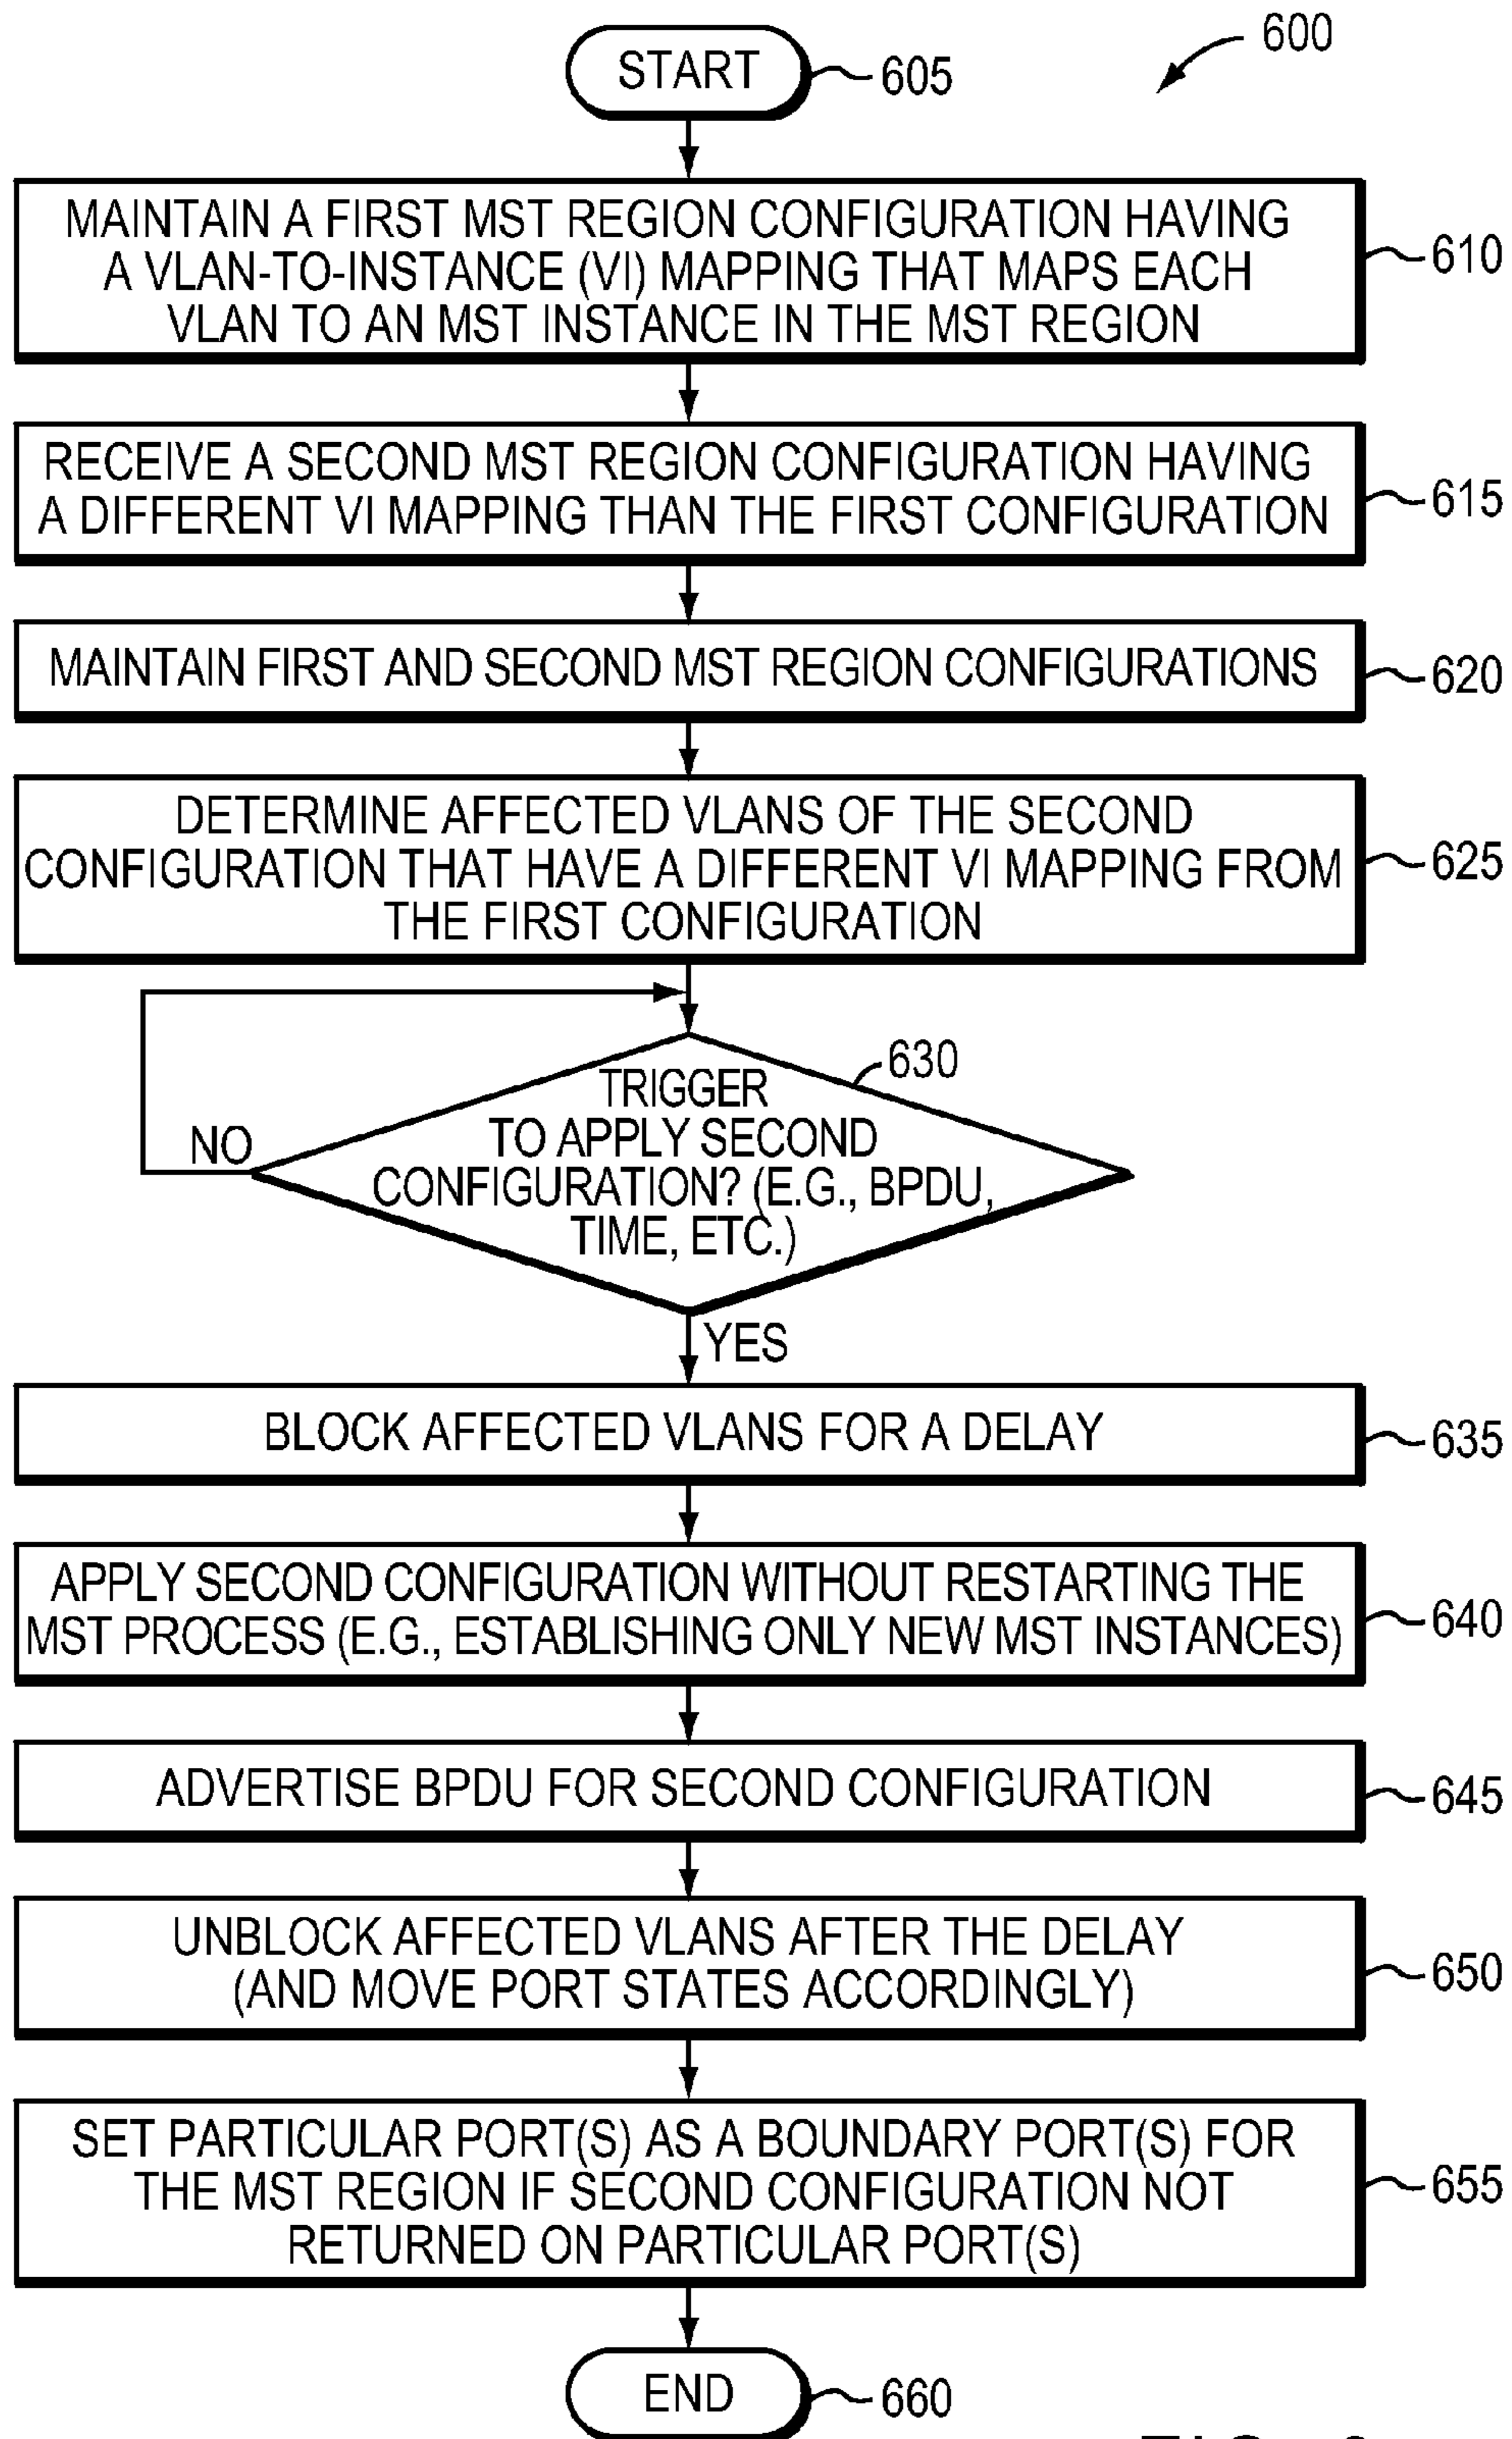 600
START
605
MAINTAIN A FIRST MST REGION CONFIGURATION HAVING
A VLAN-TO-INSTANCE (VI) MAPPING THAT MAPS EACH
VLAN TO AN MST INSTANCE IN THE MST REGION
610
RECEIVE A SECOND MST REGION CONFIGURATION HAVING
A DIFFERENT VI MAPPING THAN THE FIRST CONFIGURATION
615
MAINTAIN FIRST AND SECOND MST REGION CONFIGURATIONS
620
DETERMINE AFFECTED VLANS OF THE SECOND
CONFIGURATION THAT HAVE A DIFFERENT VI MAPPING FROM
THE FIRST CONFIGURATION
625
630
TRIGGER
TO APPLY SECOND
CONFIGURATION? (E.G., BPDU,
TIME, ETC.)
NO
YES
BLOCK AFFECTED VLANS FOR A DELAY
635
APPLY SECOND CONFIGURATION WITHOUT RESTARTING THE
MST PROCESS (E.G., ESTABLISHING ONLY NEW MST INSTANCES)
640
ADVERTISE BPDU FOR SECOND CONFIGURATION
645
UNBLOCK AFFECTED VLANS AFTER THE DELAY
(AND MOVE PORT STATES ACCORDINGLY)
650
SET PARTICULAR PORT(S) AS A BOUNDARY PORT(S) FOR
THE MST REGION IF SECOND CONFIGURATION NOT
RETURNED ON PARTICULAR PORT(S)
655
END
660